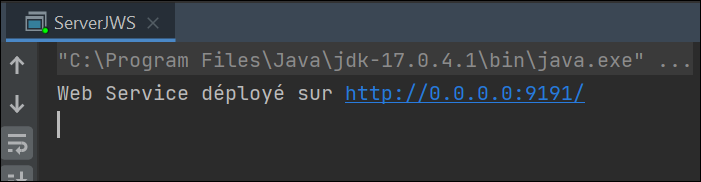 ServerJWS
"C:\Program Files\Java\jdk-17.0.4.1\bin\java.exe" ...
Web Service déployé sur http://0.0.0.0:9191/